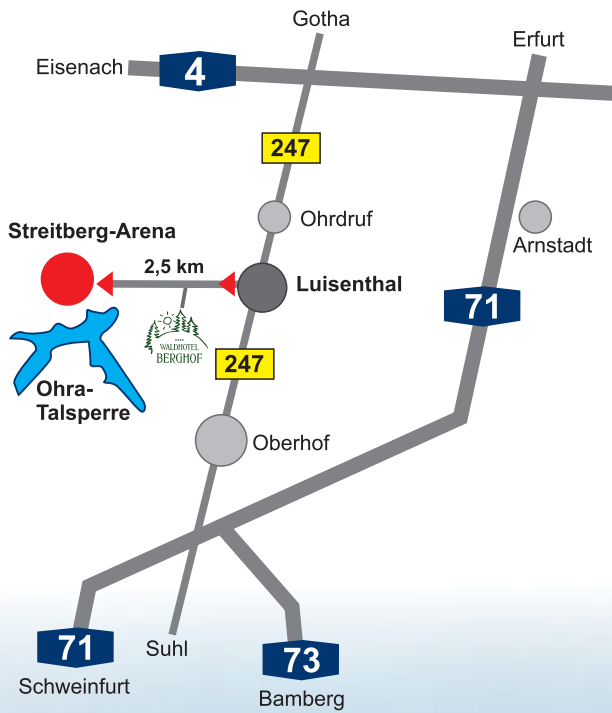 Gotha
Erfurt
Eisenach
4
247
Ohrdruf
Streitberg-Arena
Arnstadt
2,5 km
Luisenthal
71
WALDHOTEL
BERGHOF
247
Ohra-
Talsperre
Oberhof
71
Suhl
73
Schweinfurt
Bamberg